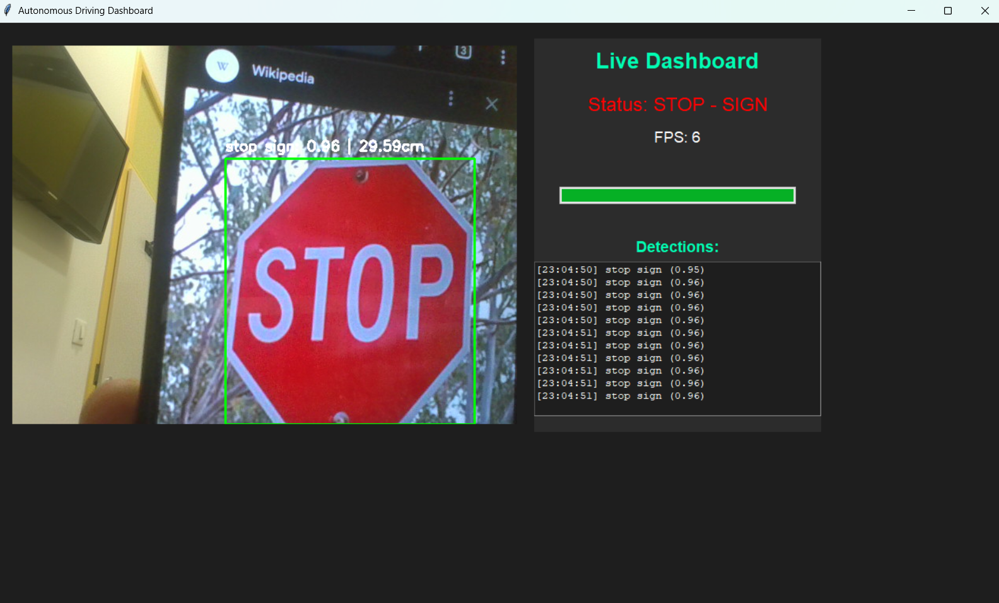 Autonomous Driving Dashboard
3
W
Wikipedia
stop sign 0.96 | 29.59cm
STOP
Live Dashboard
Status: STOP - SIGN
FPS: 6
Detections:
[23:04:50] stop sign (0.95)
[23:04:50] stop sign (0.96)
[23:04:50] stop sign (0.96)
[23:04:50] stop sign (0.96)
[23:04:50] stop sign (0.96)
[23:04:51] stop sign (0.96)
[23:04:51] stop sign (0.96)
[23:04:51] stop sign (0.96)
[23:04:51] stop sign (0.96)
[23:04:51] stop sign (0.96)
[23:04:51] stop sign (0.96)